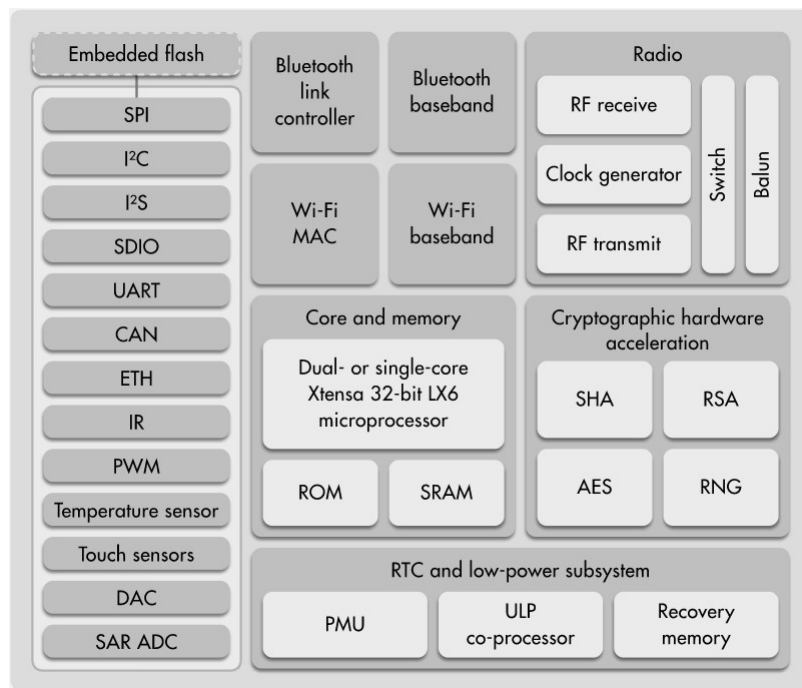 Embedded flash
SPI
I²C
I²S
SDIO
UART
CAN
ETH
IR
PWM
Temperature sensor
Touch sensors
DAC
SAR ADC
Bluetooth
link
controller
Bluetooth
baseband
Wi-Fi
MAC
Wi-Fi
baseband
Radio
RF receive
Clock generator
RF transmit
Switch
Balun
Core and memory
Dual- or single-core
Xtensa 32-bit LX6
microprocessor
ROM
SRAM
Cryptographic hardware
acceleration
SHA
RSA
AES
RNG
RTC and low-power subsystem
PMU
ULP
co-processor
Recovery
memory